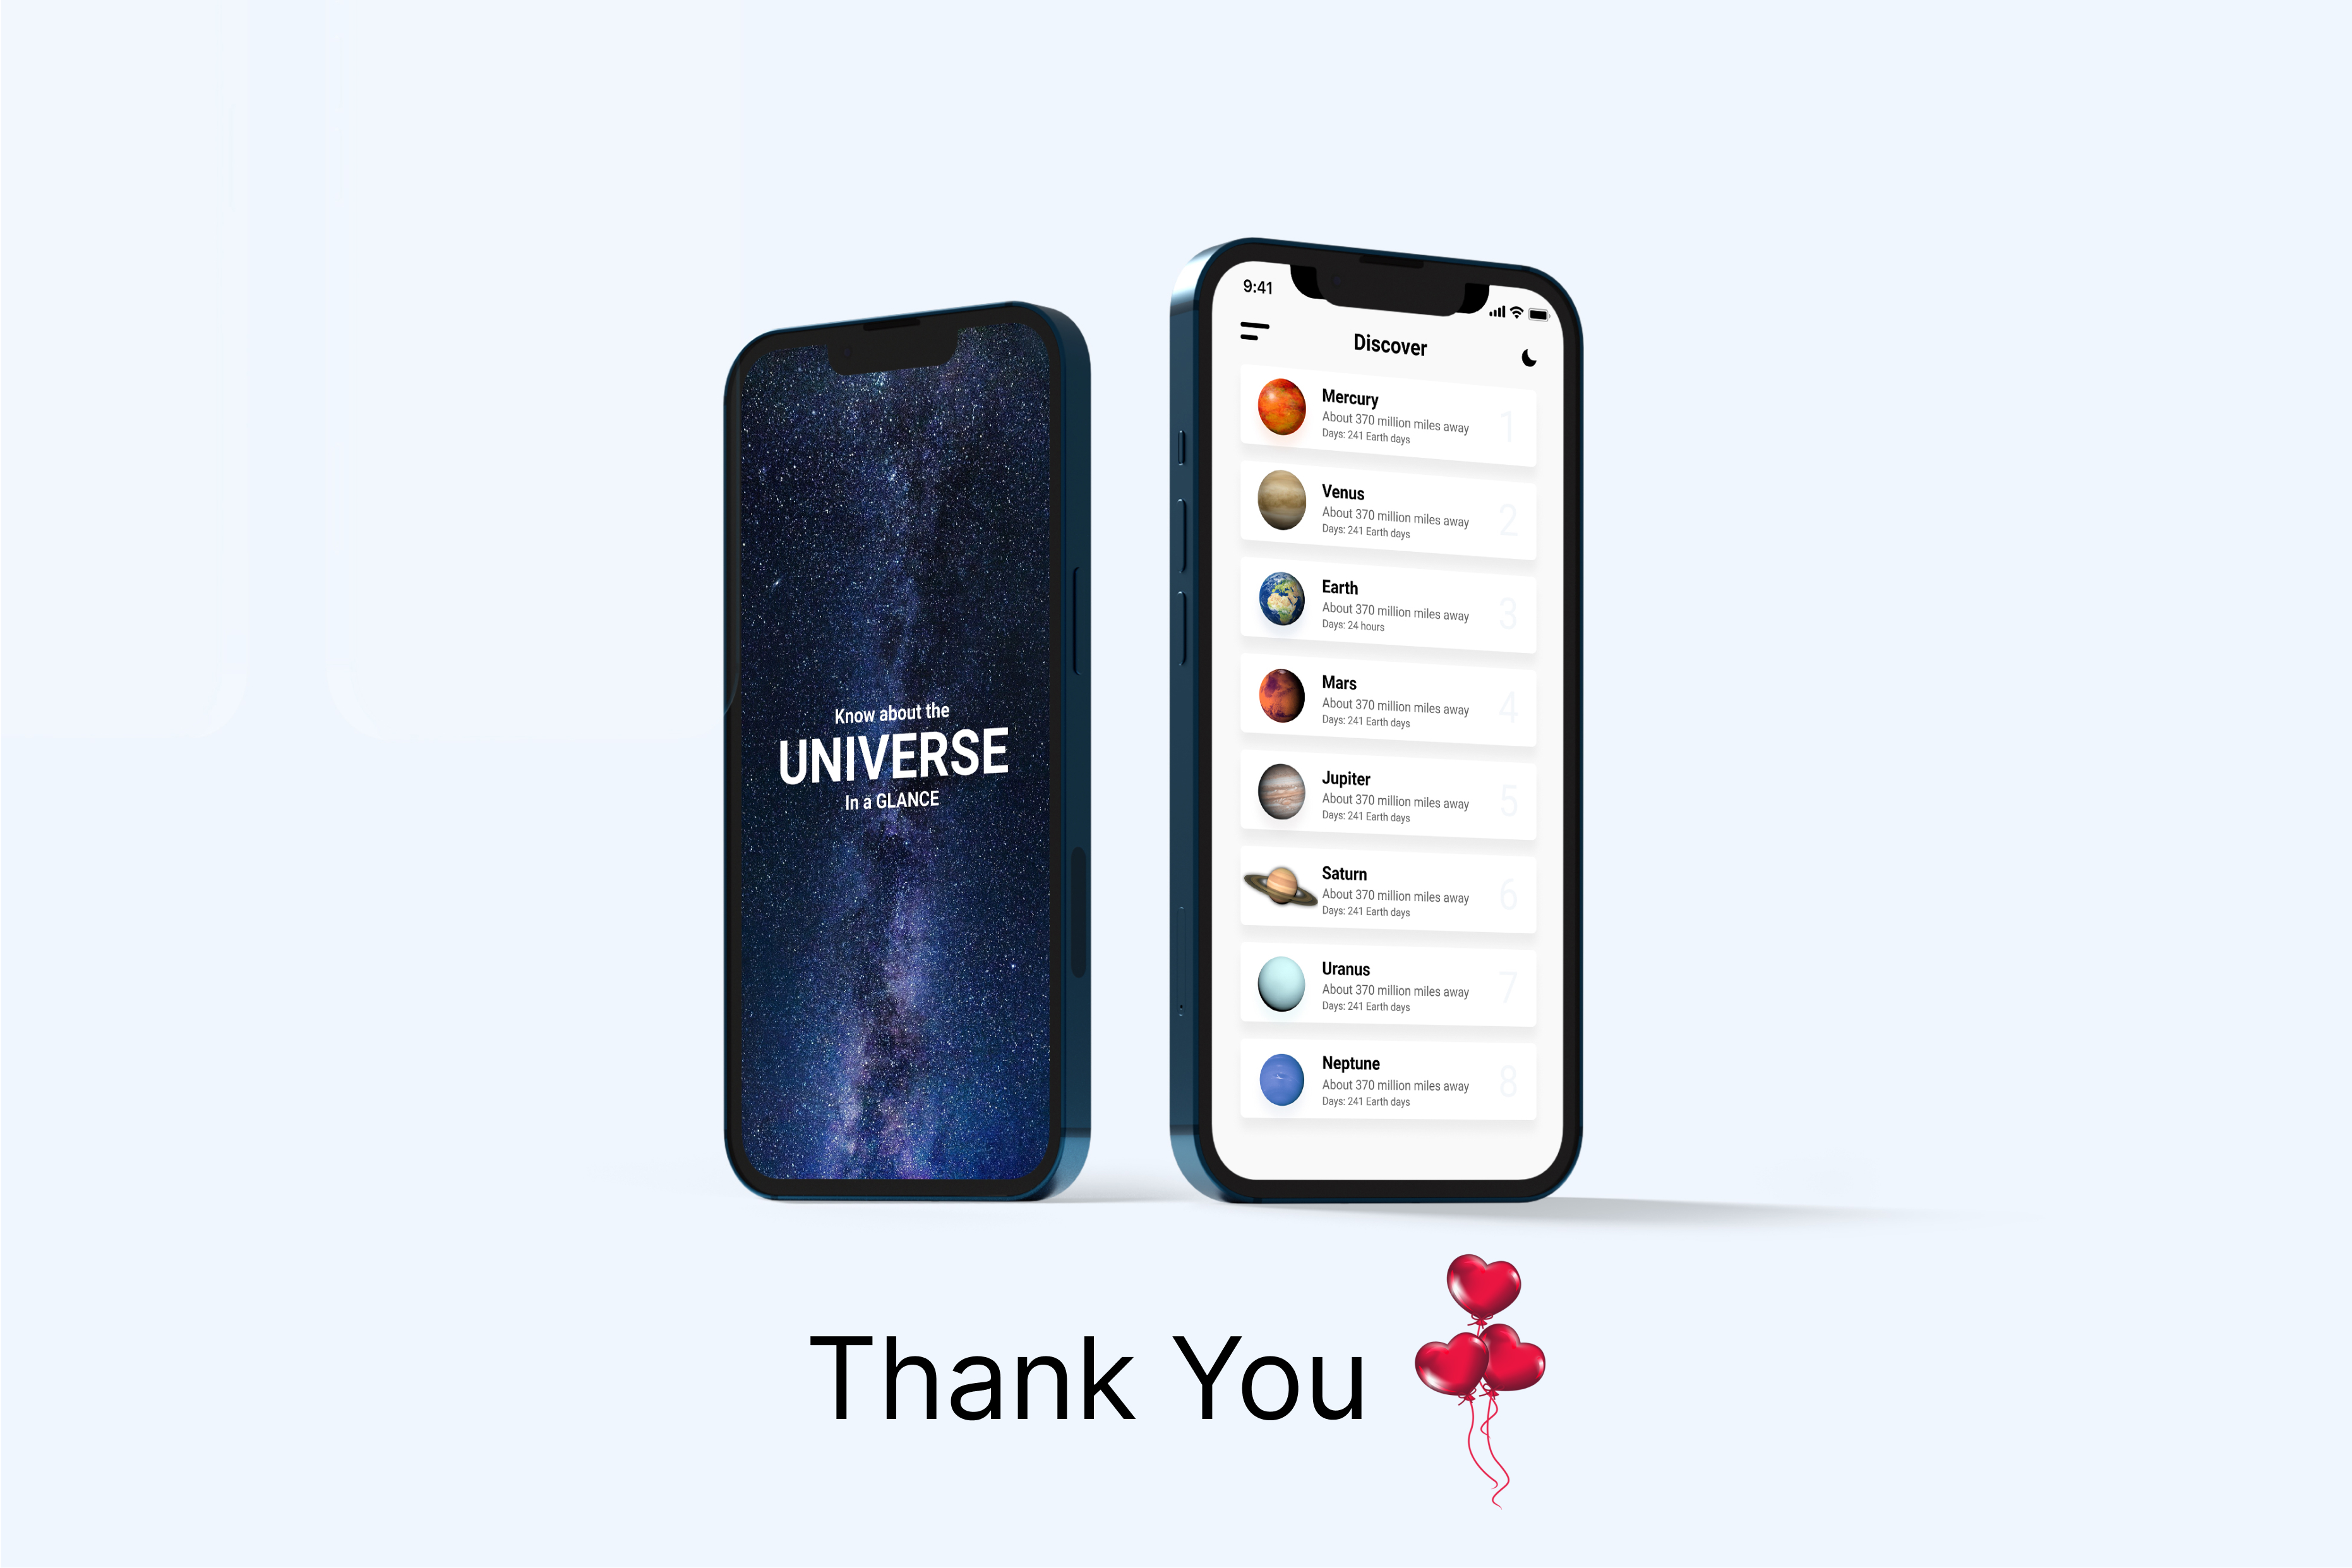 Know about the
UNIVERSE
In a GLANCE
9:41
Discover
Mercury
About 370 million miles away
Days: 241 Earth days
1
Venus
About 370 million miles away
Days: 241 Earth days
2
Earth
About 370 million miles away
Days: 24 hours
3
Mars
About 370 million miles away
Days: 241 Earth days
4
Jupiter
About 370 million miles away
Days: 241 Earth days
5
Saturn
About 370 million miles away
Days: 241 Earth days
6
Uranus
About 370 million miles away
Days: 241 Earth days
7
Neptune
About 370 million miles away
Days: 241 Earth days
8
Thank You